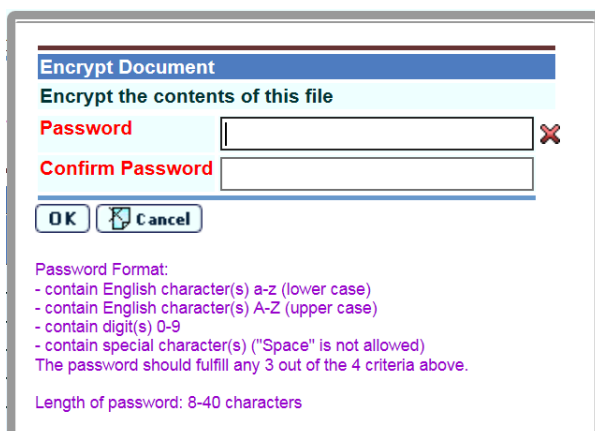 Encrypt Document
Encrypt the contents of this file
Password
Confirm Password
OK Cancel
Password Format:
- contain English character(s) a-z (lower case)
- contain English character(s) A-Z (upper case)
- contain digit(s) 0-9
- contain special character(s) ("Space" is not allowed)
The password should fulfill any 3 out of the 4 criteria above.
Length of password: 8-40 characters